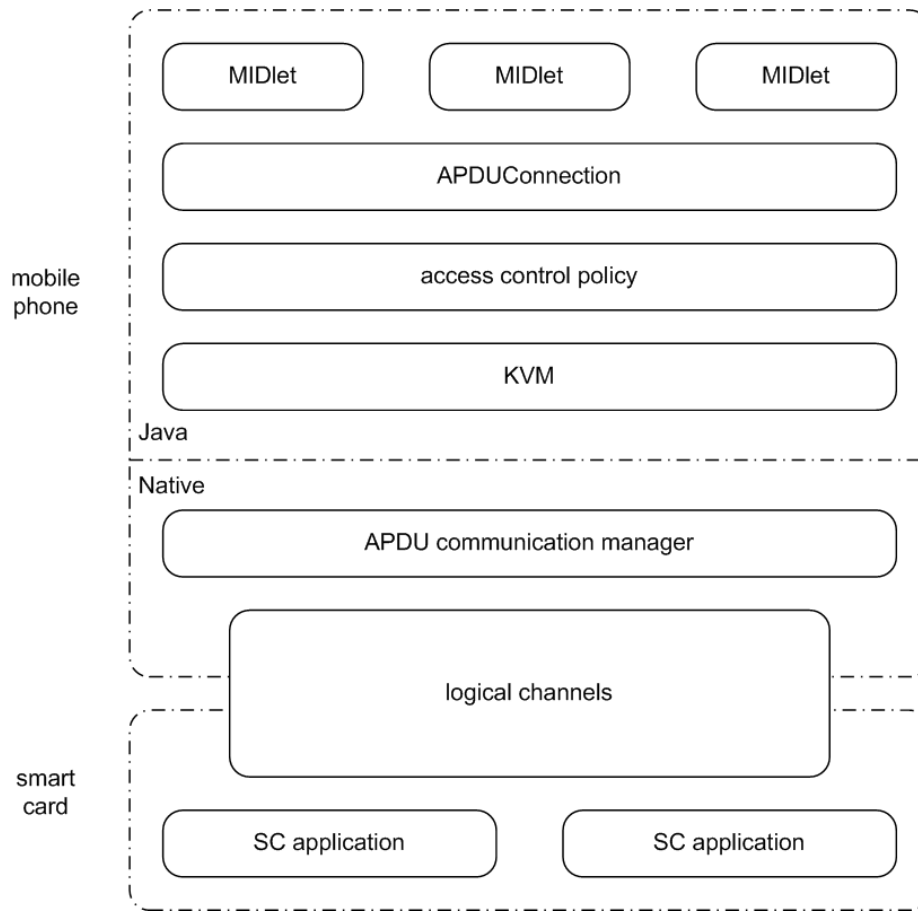 MIDlet
MIDlet
MIDlet
APDUConnection
mobile
phone
access control policy
KVM
Java
Native
APDU communication manager
logical channels
smart
card
SC application
SC application